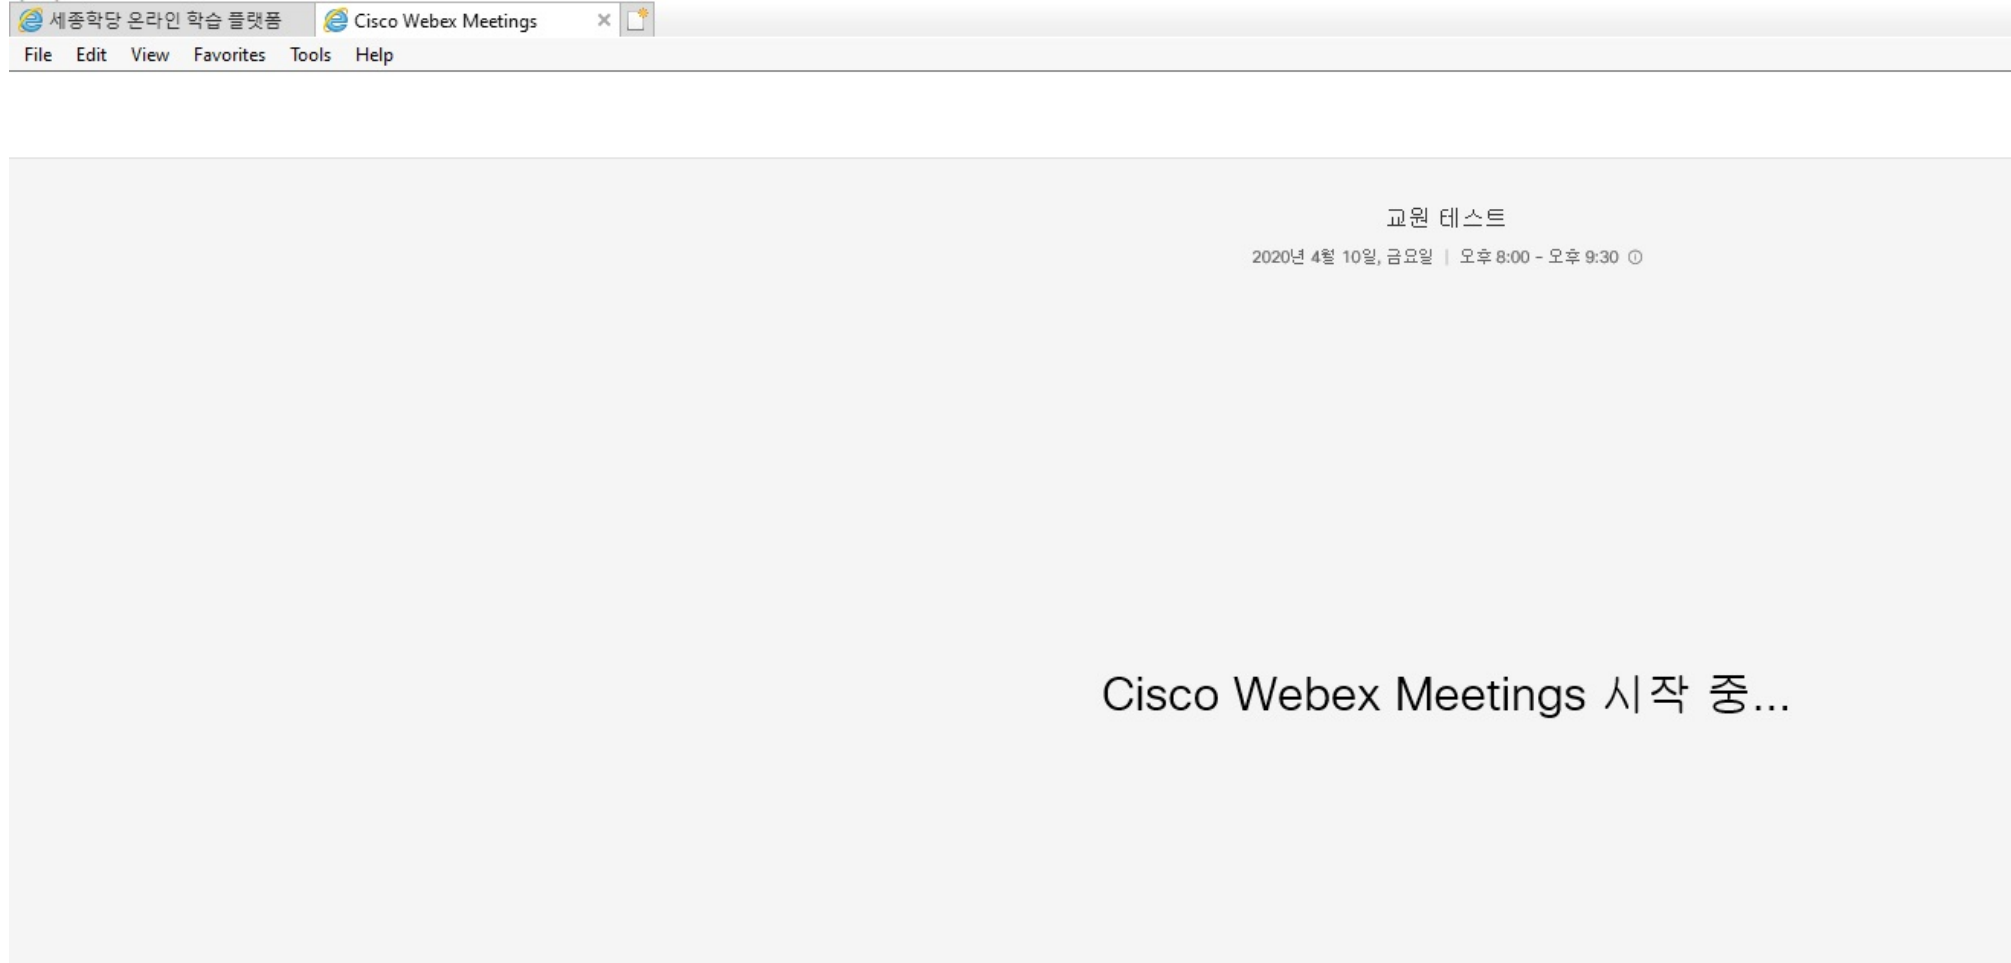 세종학당 온라인 학습 플랫폼
Cisco Webex Meetings
File Edit View Favorites Tools Help
교원 테스트
2020년 4월 10일, 금요일 | 오후 8:00 - 오후 9:30
Cisco Webex Meetings 시작 중...